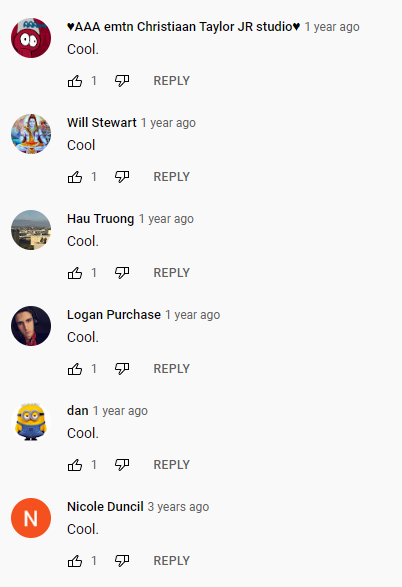 ♥AAA emtn Christiaan Taylor JR studio♥ 1 year ago
Cool.
1 REPLY
Will Stewart 1 year ago
Cool
1 REPLY
Hau Truong 1 year ago
Cool.
1 REPLY
Logan Purchase 1 year ago
Cool.
1 REPLY
dan 1 year ago
Cool.
1 REPLY
N
Nicole Duncil 3 years ago
Cool.
1 REPLY